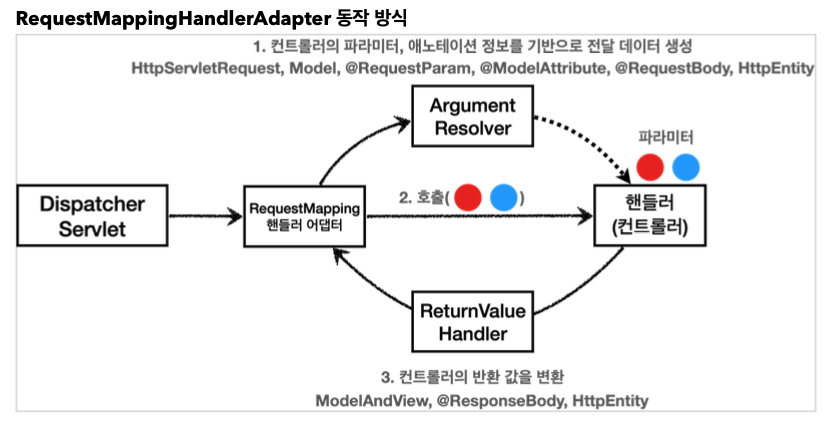 RequestMappingHandlerAdapter 동작 방식
1. 컨트롤러의 파라미터, 애노테이션 정보를 기반으로 전달 데이터 생성
HttpServletRequest, Model, @RequestParam, @ModelAttribute, @RequestBody, HttpEntity
Argument
Resolver
파라미터
Dispatcher
Servlet
RequestMapping
핸들러 어댑터
2. 호출( )
핸들러
(컨트롤러)
ReturnValue
Handler
3. 컨트롤러의 반환 값을 변환
ModelAndView, @ResponseBody, HttpEntity